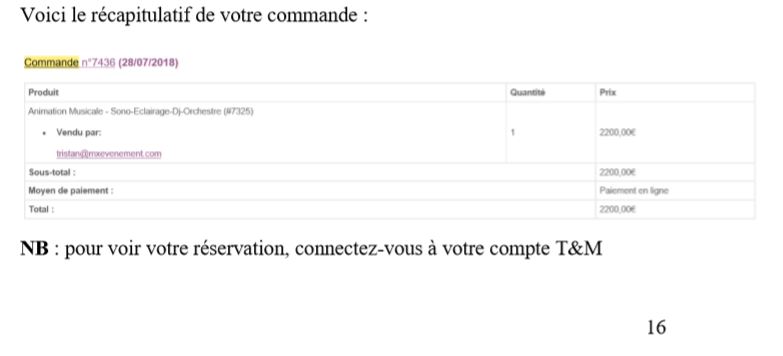 Voici le récapitulatif de votre commande :
Commande n°7436 (28/07/2018)
Produit Quantité Prix
Animation Musicale - Sono-Eclairage-Dj-Orchestre (#7325)
• Vendu par: 1 2200,00€
tristan@mxevenement.com
Sous-total : 2200,00€
Moyen de paiement : Paiement en ligne
Total : 2200,00€
NB : pour voir votre réservation, connectez-vous à votre compte T&M
16